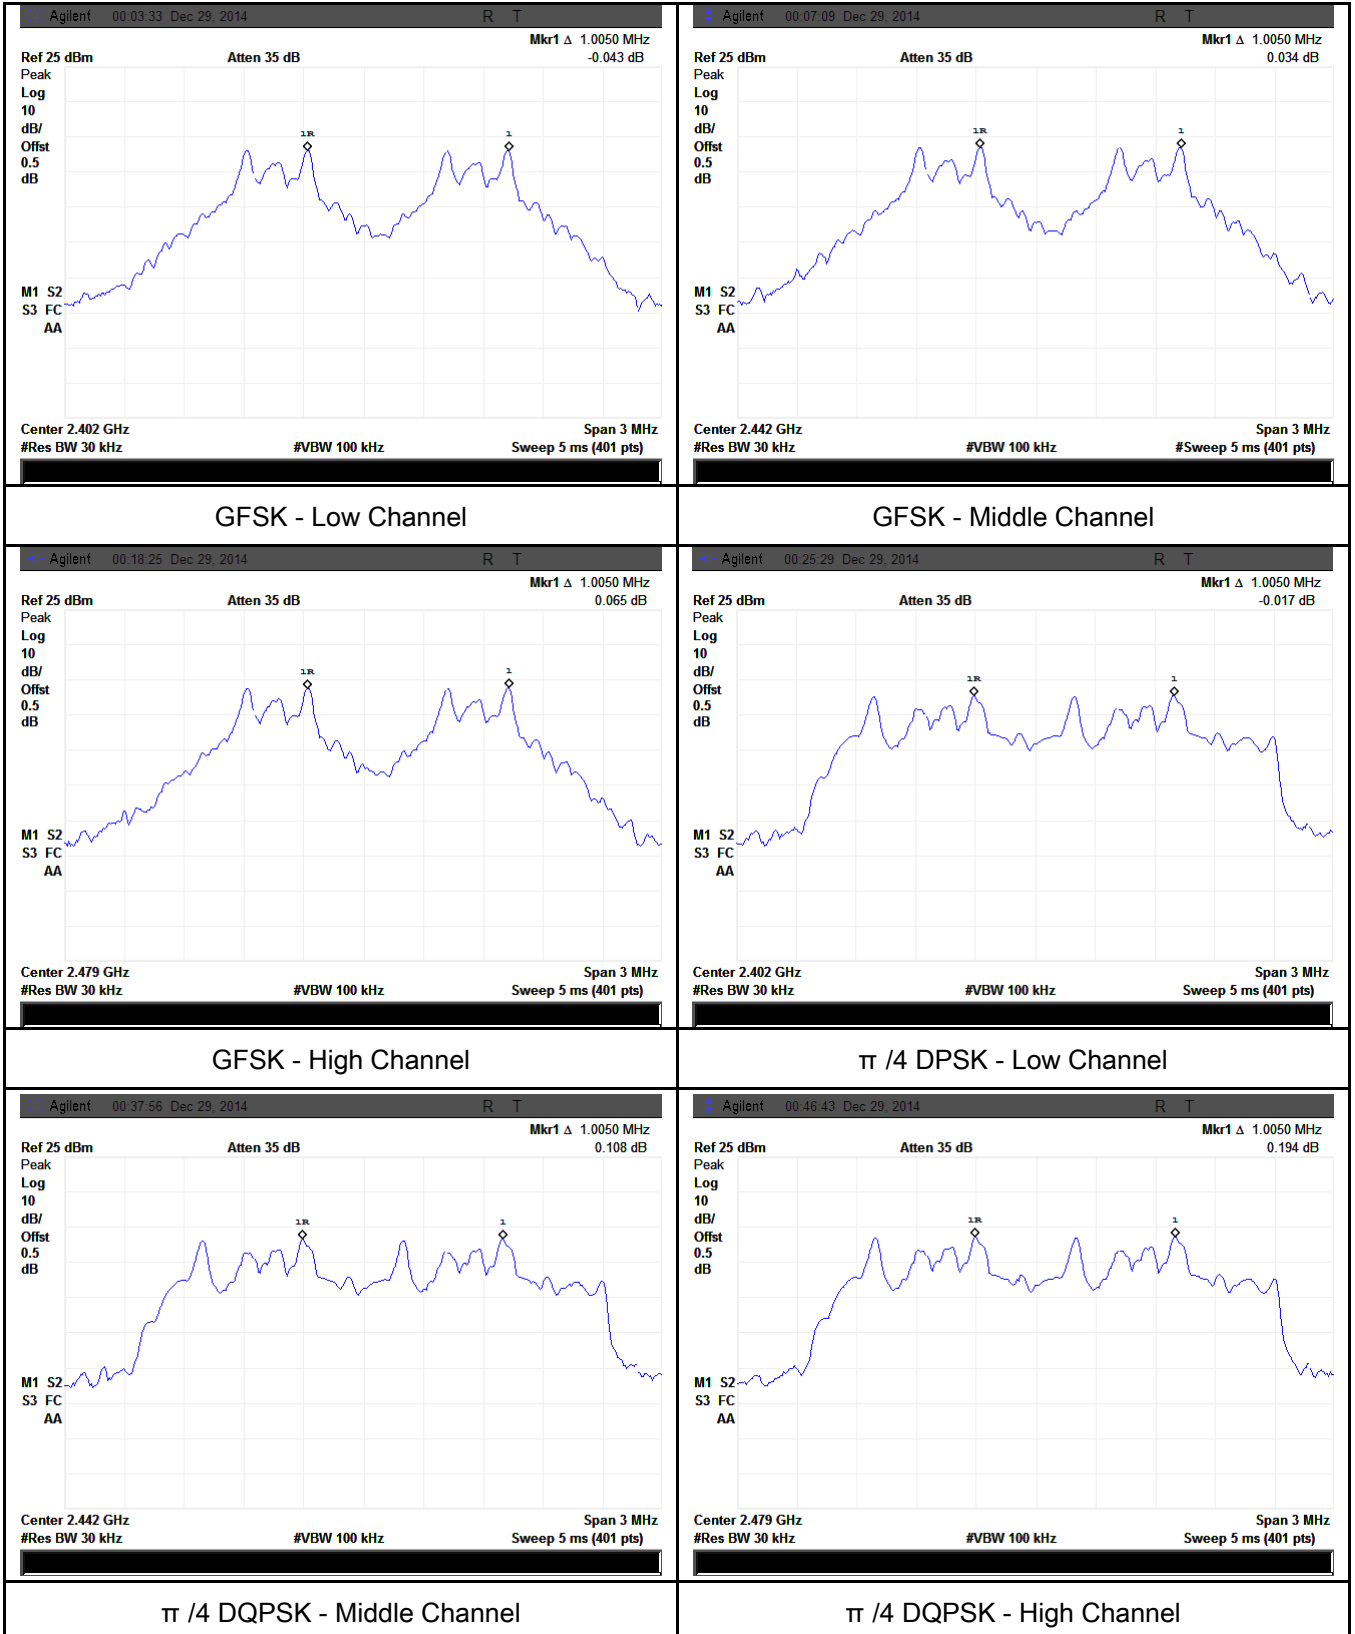 Agilent 00:03:33 Dec 29, 2014 R T
Mkr1 Δ 1.0050 MHz
Ref 25 dBm Atten 35 dB -0.043 dB
Peak
Log
10
dB/
Offst
0.5
dB
1R 1
M1 S2
S3 FC
AA
Center 2.402 GHz Span 3 MHz
#Res BW 30 kHz #VBW 100 kHz Sweep 5 ms (401 pts)
GFSK - Low Channel
Agilent 00:07:09 Dec 29, 2014 R T
Mkr1 Δ 1.0050 MHz
Ref 25 dBm Atten 35 dB 0.034 dB
Peak
Log
10
dB/
Offst
0.5
dB
1R 1
M1 S2
S3 FC
AA
Center 2.442 GHz Span 3 MHz
#Res BW 30 kHz #VBW 100 kHz #Sweep 5 ms (401 pts)
GFSK - Middle Channel
Agilent 00:18:25 Dec 29, 2014 R T
Mkr1 Δ 1.0050 MHz
Ref 25 dBm Atten 35 dB 0.065 dB
Peak
Log
10
dB/
Offst
0.5
dB
1R 1
M1 S2
S3 FC
AA
Center 2.479 GHz Span 3 MHz
#Res BW 30 kHz #VBW 100 kHz Sweep 5 ms (401 pts)
GFSK - High Channel
Agilent 00:25:29 Dec 29, 2014 R T
Mkr1 Δ 1.0050 MHz
Ref 25 dBm Atten 35 dB -0.017 dB
Peak
Log
10
dB/
Offst
0.5
dB
1R 1
M1 S2
S3 FC
AA
Center 2.402 GHz Span 3 MHz
#Res BW 30 kHz #VBW 100 kHz Sweep 5 ms (401 pts)
π /4 DPSK - Low Channel
Agilent 00:37:56 Dec 29, 2014 R T
Mkr1 Δ 1.0050 MHz
Ref 25 dBm Atten 35 dB 0.108 dB
Peak
Log
10
dB/
Offst
0.5
dB
1R 1
M1 S2
S3 FC
AA
Center 2.442 GHz Span 3 MHz
#Res BW 30 kHz #VBW 100 kHz Sweep 5 ms (401 pts)
π /4 DQPSK - Middle Channel
Agilent 00:46:43 Dec 29, 2014 R T
Mkr1 Δ 1.0050 MHz
Ref 25 dBm Atten 35 dB 0.194 dB
Peak
Log
10
dB/
Offst
0.5
dB
1R 1
M1 S2
S3 FC
AA
Center 2.479 GHz Span 3 MHz
#Res BW 30 kHz #VBW 100 kHz Sweep 5 ms (401 pts)
π /4 DQPSK - High Channel